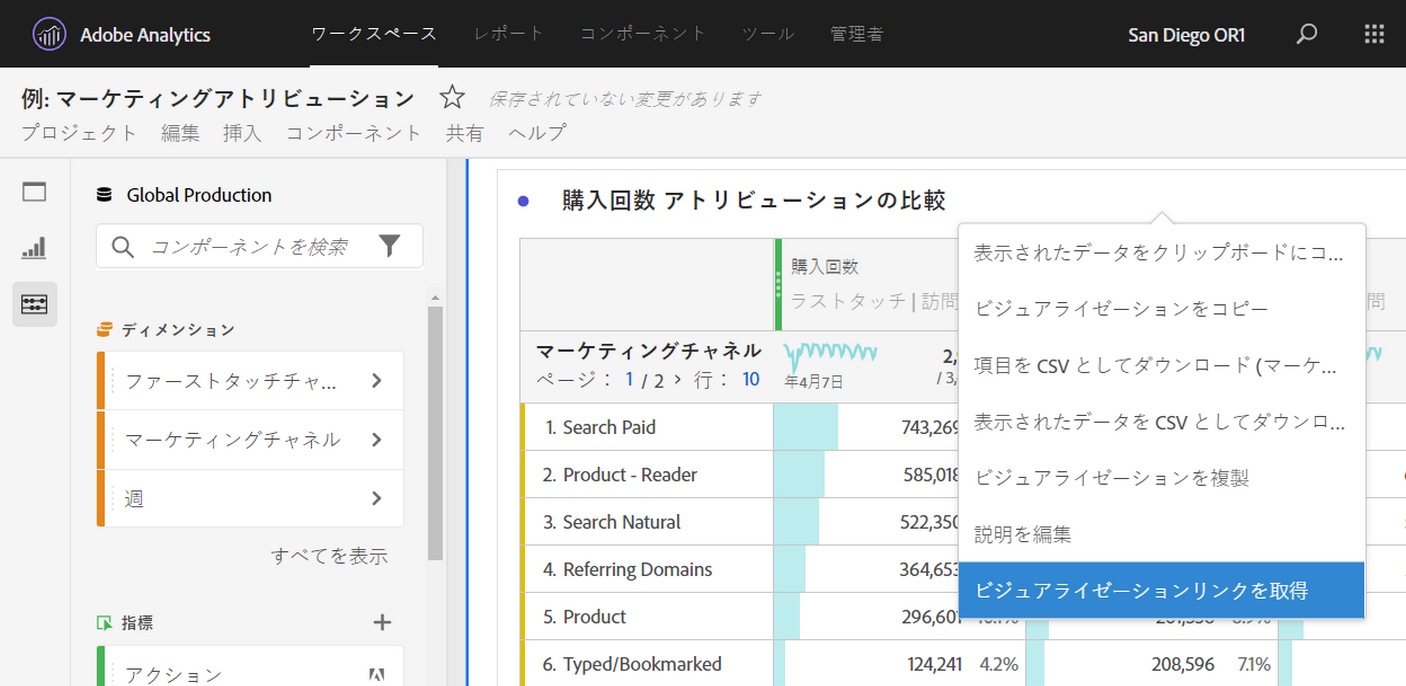 Adobe Analytics
ワークスペース レポート コンポーネント ツール 管理者
San Diego OR1
例: マーケティングアトリビューション
保存されていない変更があります
プロジェクト 編集 挿入 コンポーネント 共有 ヘルプ
Global Production
コンポーネントを検索
ディメンション
ファーストタッチチャ...
マーケティングチャネル
週
すべてを表示
指標
アクション
購入回数 アトリビューションの比較
購入回数
ラストタッチ | 訪問
問
マーケティングチャネル
ページ： 1 / 2 > 行： 10
年4月7日
1. Search Paid 743,269
2. Product - Reader 585,018
3. Search Natural 522,350
4. Referring Domains 364,653
5. Product 296,601
6. Typed/Bookmarked 124,241 4.2% 208,596 7.1%
表示されたデータをクリップボードにコ...
ビジュアライゼーションをコピー
項目を CSV としてダウンロード (マーケ...
表示されたデータを CSV としてダウンロ...
ビジュアライゼーションを複製
説明を編集
ビジュアライゼーションリンクを取得